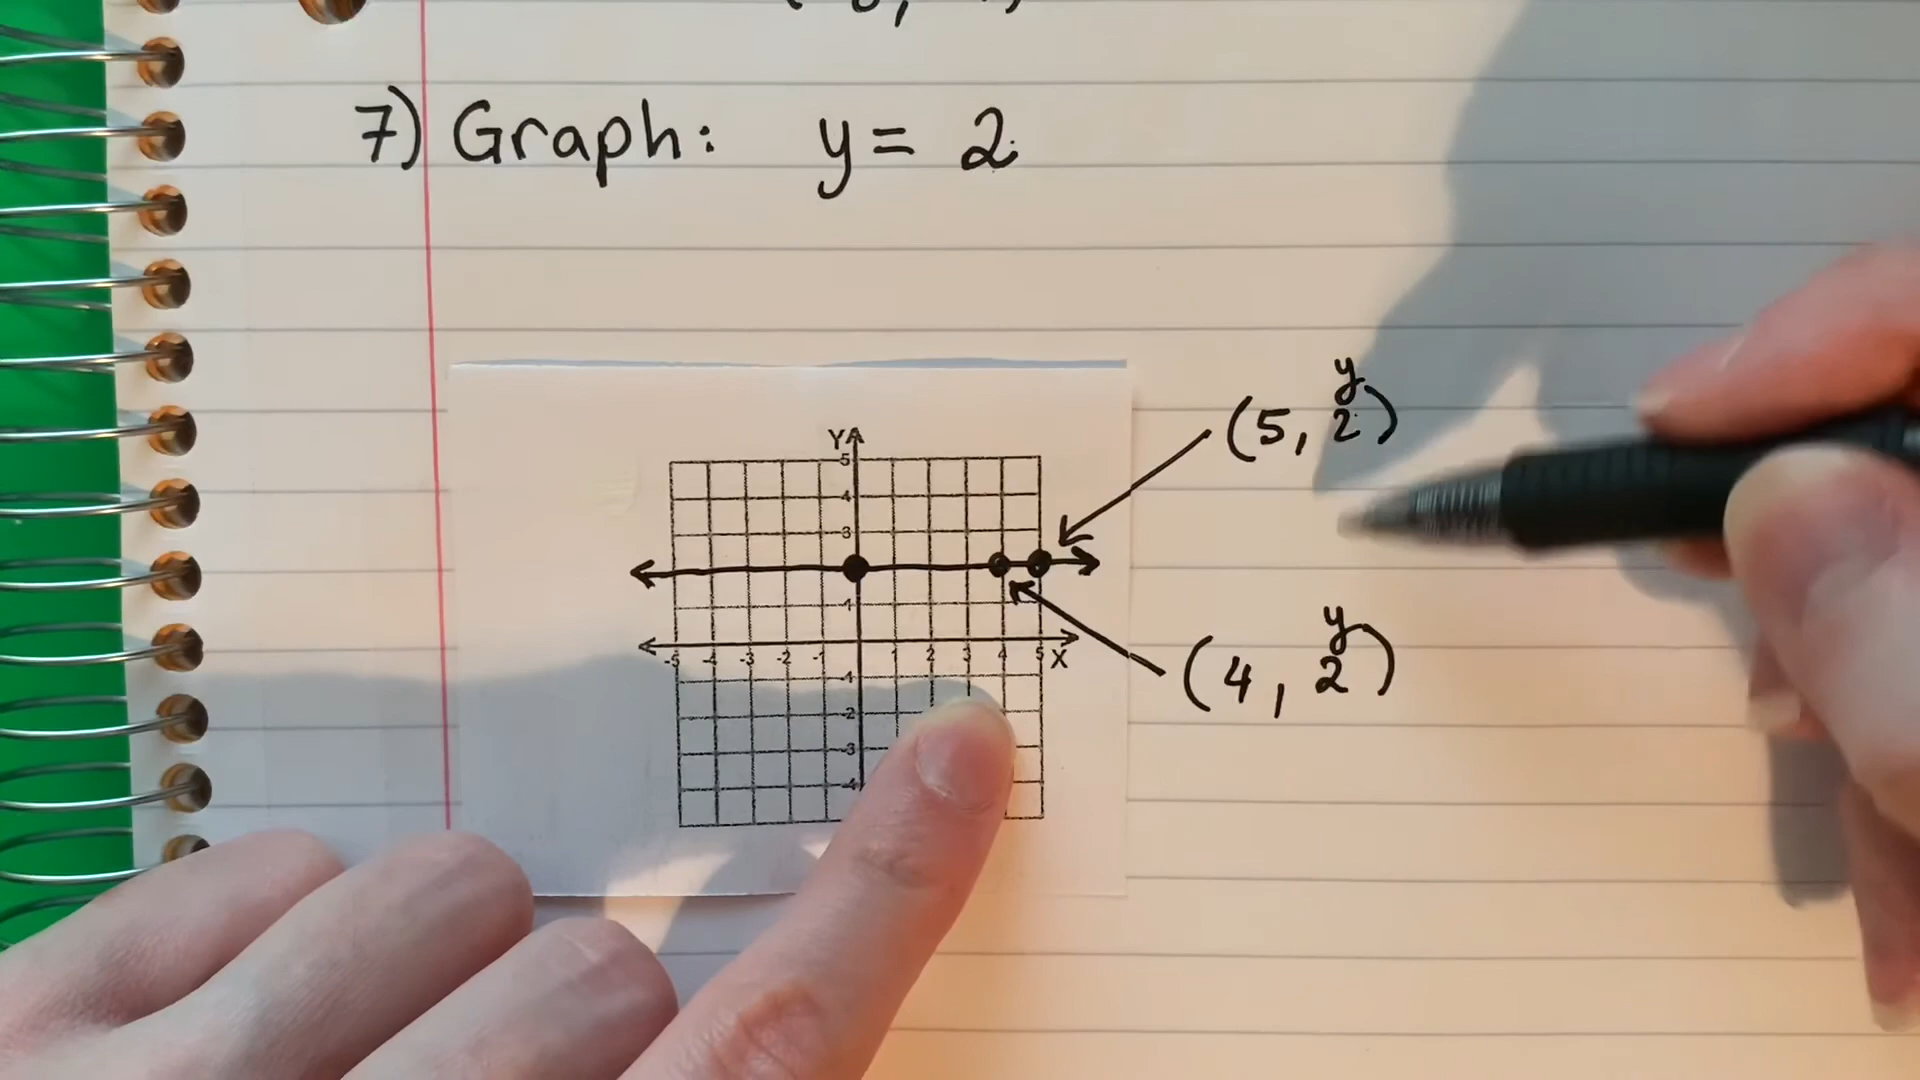 7) Graph: y = 2
y
(5, 2)
YA
5
4
3
1
-5 -4 -3 -2 -1 1 2 3 4 5 X
-1
-2
-3
-4
y
(4, 2)